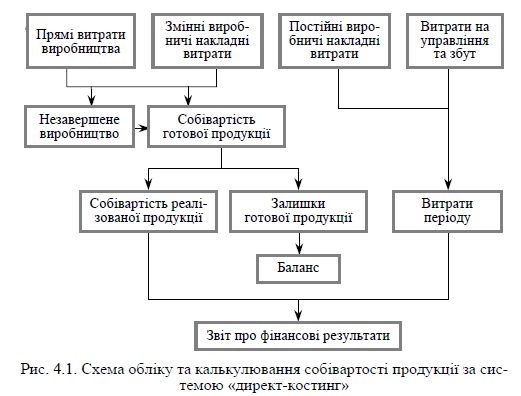 Прямі витрати
виробництва
Змінні вироб-
ничі накладні
витрати
Постійні виро-
бничі накладні
витрати
Витрати на
управління
та збут
Незавершене
виробництво
Собівартість
готової продукції
Собівартість реалі-
зованої продукції
Залишки
готової продукції
Витрати
періоду
Баланс
Звіт про фінансові результати
Рис. 4.1. Схема обліку та калькулювання собівартості продукції за сис-
темою «директ-костинг»